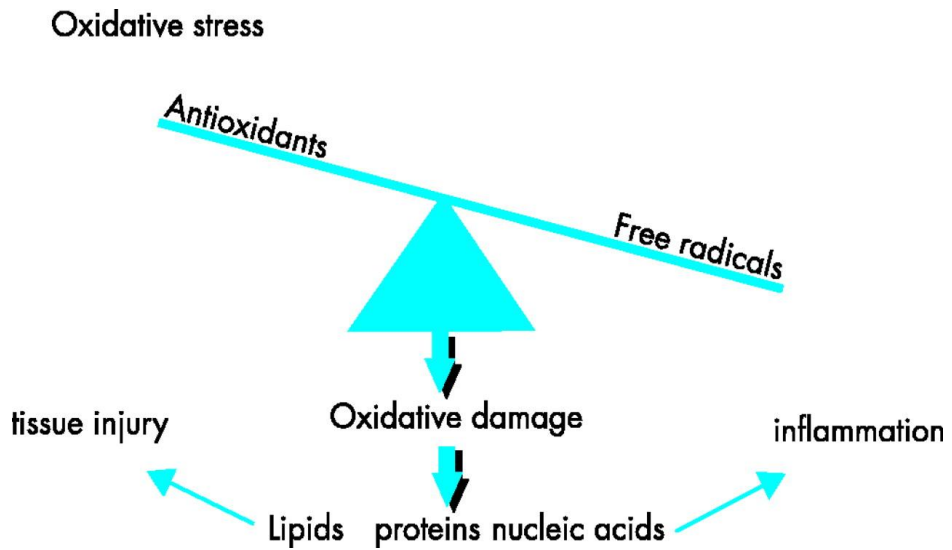 Oxidative stress
Antioxidants
Free radicals
Oxidative damage
tissue injury
inflammation
Lipids proteins nucleic acids